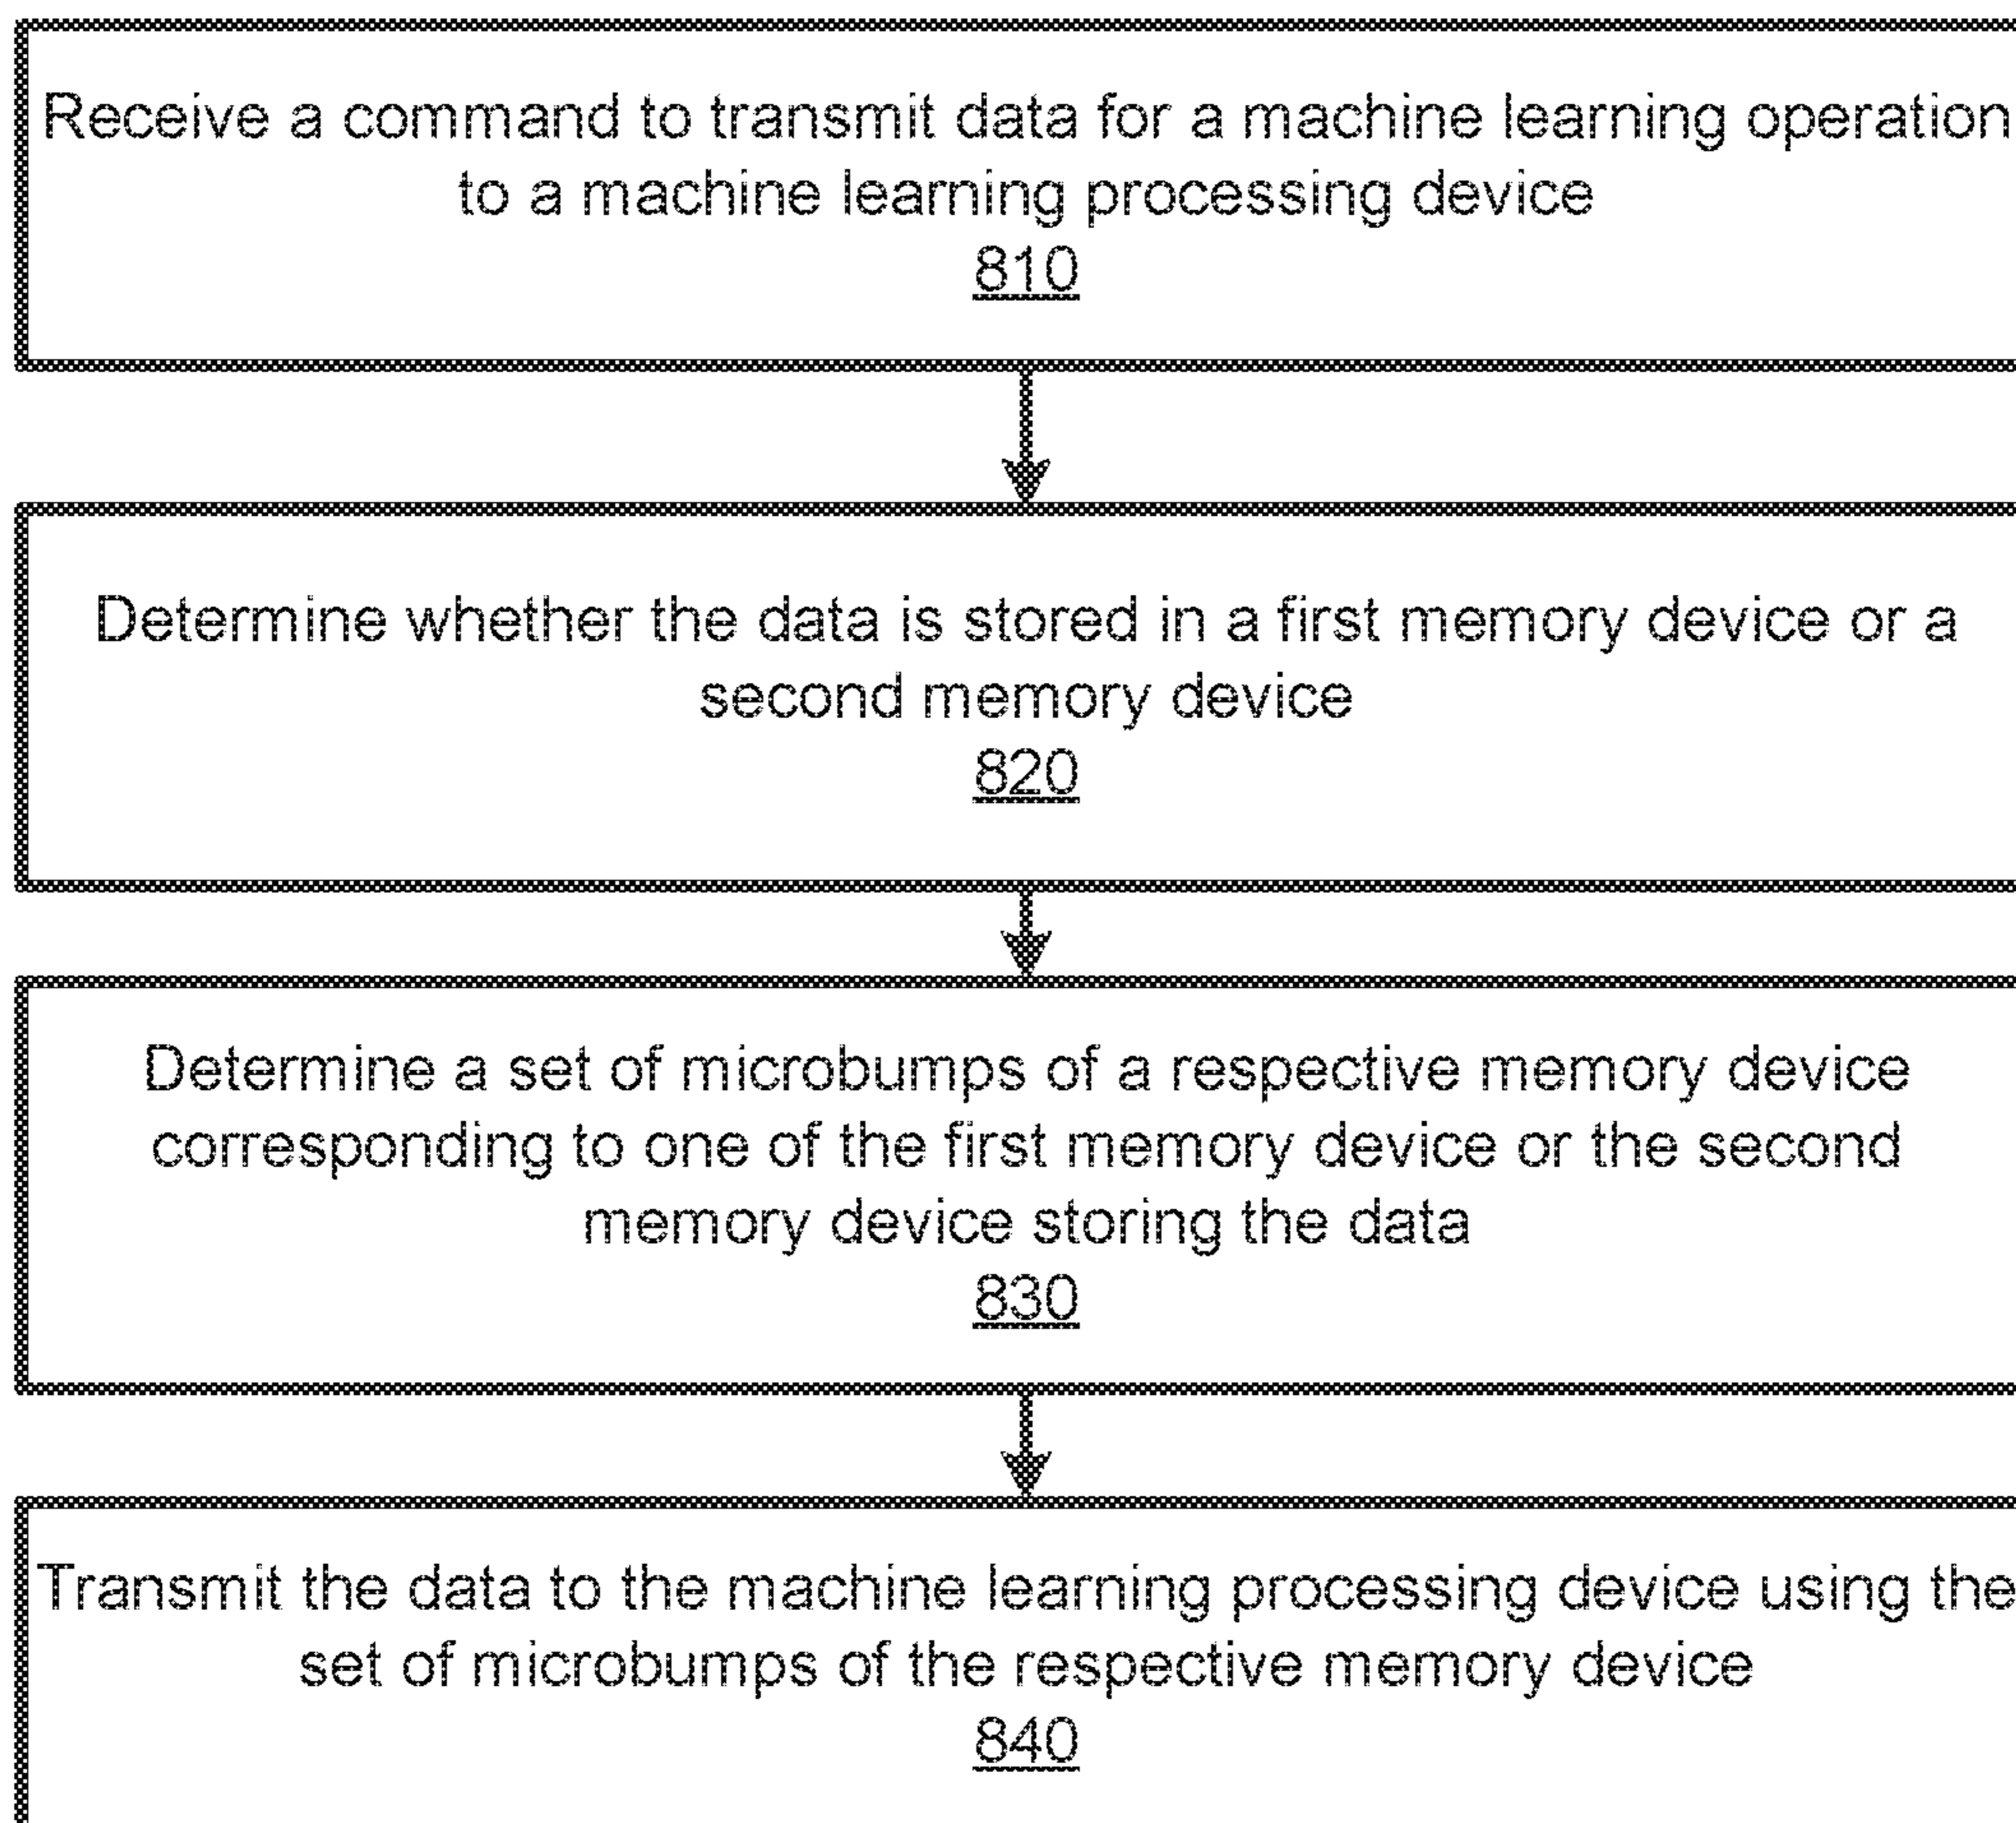 Receive a command to transmit data for a machine learning operation
to a machine learning processing device
810
Determine whether the data is stored in a first memory device or a
second memory device
820
Determine a set of microbumps of a respective memory device
corresponding to one of the first memory device or the second
memory device storing the data
830
Transmit the data to the machine learning processing device using the
set of microbumps of the respective memory device
840